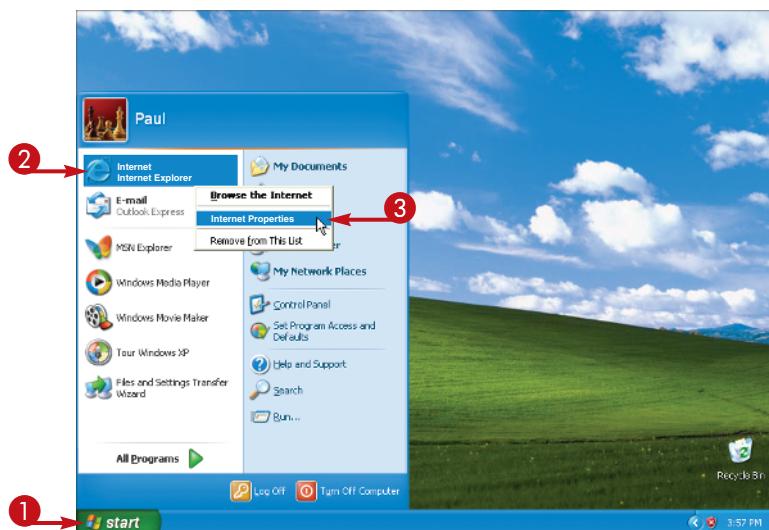 Paul
2
Internet
Internet Explorer
E-mail
Outlook Express
MSN Explorer
Windows Media Player
Windows Movie Maker
Tour Windows XP
Files and Settings Transfer
Wizard
All Programs
My Documents
Browse the Internet
Internet Properties
3
Remove from This List
My Network Places
Control Panel
Set Program Access and
Defaults
Help and Support
Search
Run...
Log Off
Turn Off Computer
Recycle Bin
1
start
3:57 PM